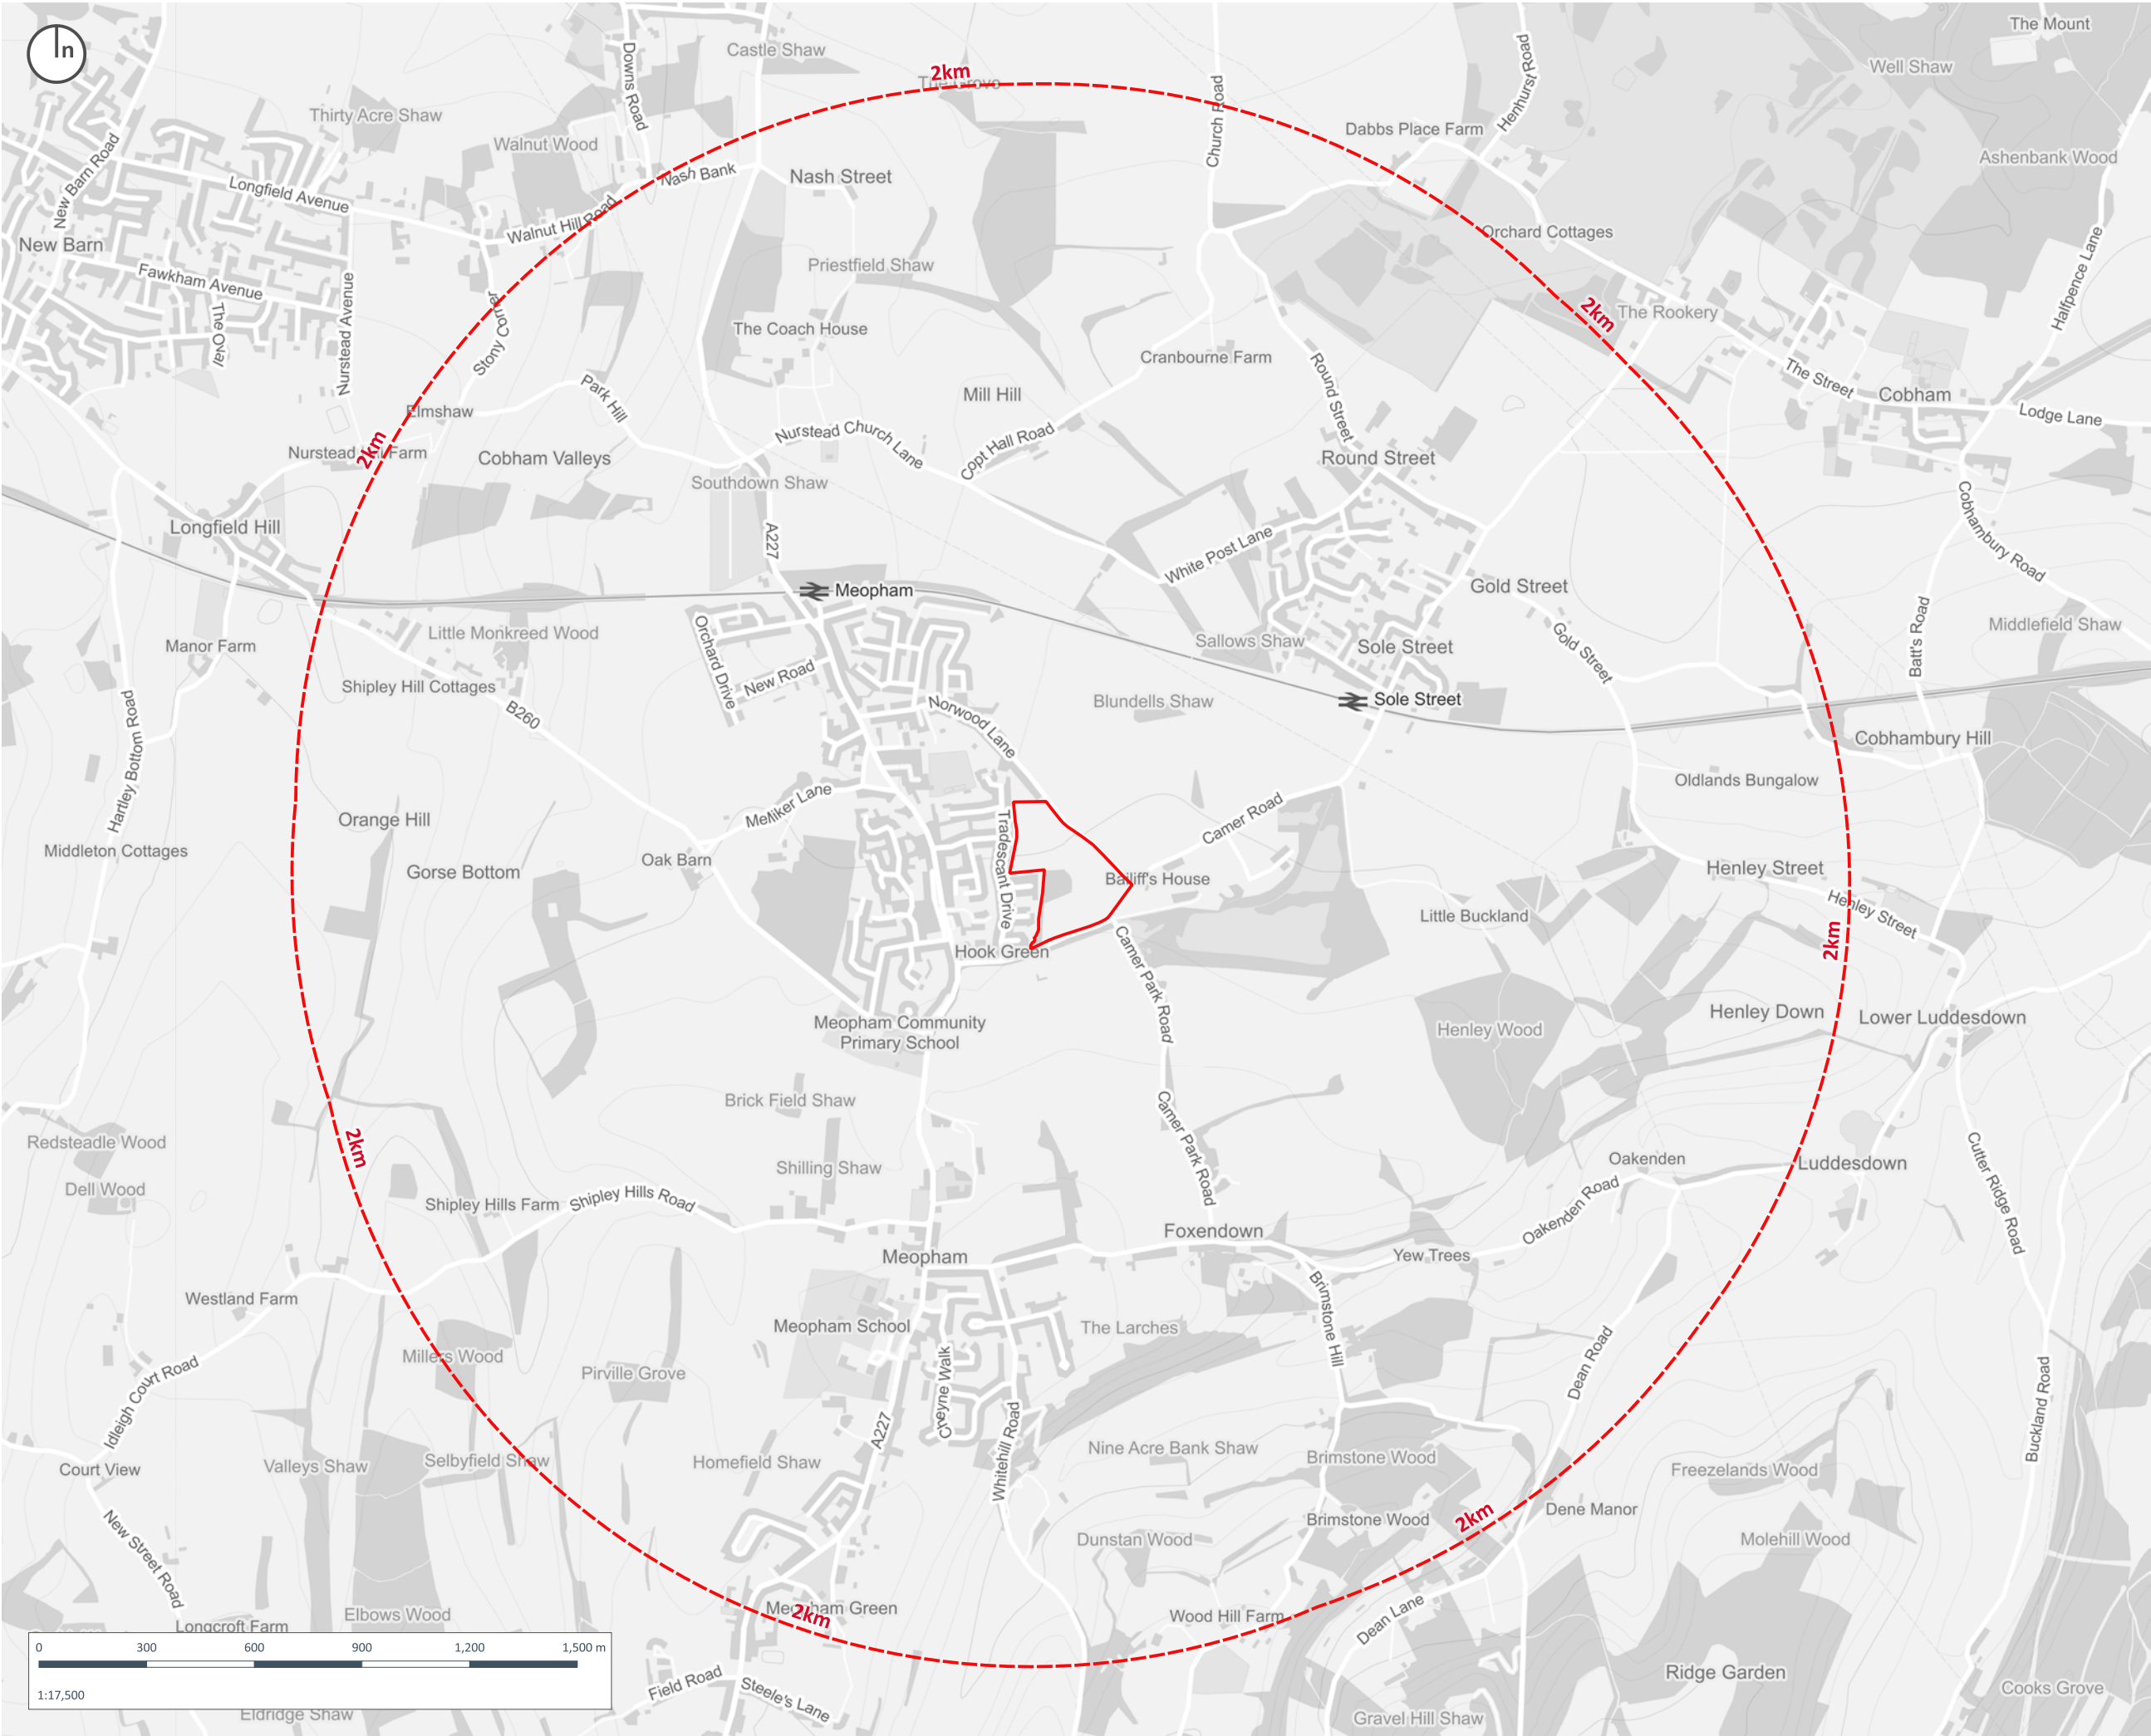 n
The Mount
Castle Shaw
Downs Road
Henhurst Road
Well Shaw
2km
The Grove
Church Road
Thirty Acre Shaw
Walnut Wood
Dabbs Place Farm
Ashenbank Wood
New Barn Road
Nash Bank
Nash Street
Longfield Avenue
Walnut Hill Road
Orchard Cottages
New Barn
Priestfield Shaw
Halfpence Lane
Fawkham Avenue
The Oval
Nurstead Avenue
Stony Corner
The Coach House
2km
The Rookery
Cranbourne Farm
Round Street
The Street
Cobham
Lodge Lane
Elmshaw
Park Hill
Mill Hill
Nurstead Church Lane
Copt Hall Road
2km
Nurstead Hill Farm
Cobham Valleys
Southdown Shaw
Round Street
Longfield Hill
A227
White Post Lane
Cobhambury Road
Meopham
Gold Street
Manor Farm
Little Monkreed Wood
Orchard Drive
New Road
Sallows Shaw
Sole Street
Gold Street
Batt's Road
Middlefield Shaw
Shipley Hill Cottages
B260
Norwood Lane
Blundells Shaw
Sole Street
Hartley Bottom Road
Cobhambury Hill
Oldlands Bungalow
Melliker Lane
Orange Hill
Camer Road
Middleton Cottages
Gorse Bottom
Oak Barn
Tradescant Drive
Bailiff's House
Henley Street
Henley Street
2km
Little Buckland
Hook Green
Camer Park Road
Meopham Community
Primary School
Henley Wood
Henley Down
Lower Luddesdown
Brick Field Shaw
Camer Park Road
Redsteadle Wood
2km
Dell Wood
Shilling Shaw
Oakenden
Luddesdown
Cutter Ridge Road
Shipley Hills Farm
Shipley Hills Road
Oakenden Road
Meopham
Foxendown
Yew Trees
Westland Farm
Brimstone Hill
Meopham School
The Larches
Millers Wood
Pirville Grove
Cheyne Walk
Dean Road
Idleigh Court Road
A227
Whitehill Road
Buckland Road
Court View
Valleys Shaw
Selbyfield Shaw
Homefield Shaw
Nine Acre Bank Shaw
Brimstone Wood
Freezelands Wood
New Street Road
Brimstone Wood
2km
Dene Manor
Dunstan Wood
Molehill Wood
Elbows Wood
Meopham Green
2km
Wood Hill Farm
Dean Lane
Longcroft Farm
0 300 600 900 1,200 1,500 m
1:17,500
Field Road
Steele's Lane
Ridge Garden
Cooks Grove
Eldridge Shaw
Gravel Hill Shaw